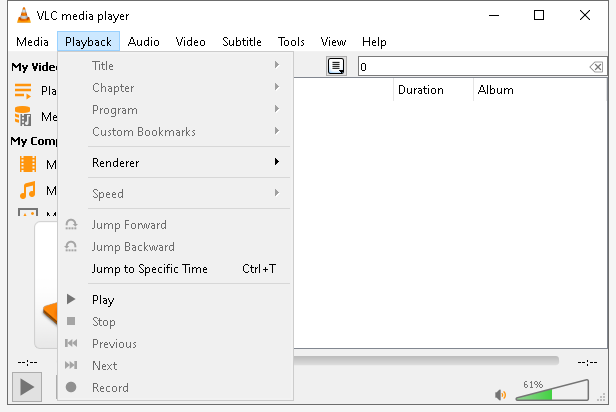 VLC media player
Media Playback Audio Video Subtitle Tools View Help
My Vide
Pla
Me
My Comp
M
M
M
Title
Chapter
Program
Custom Bookmarks
Renderer
Speed
Jump Forward
Jump Backward
Jump to Specific Time Ctrl+T
Play
Stop
Previous
Next
Record
0
Duration Album
--:-- --:--
61%